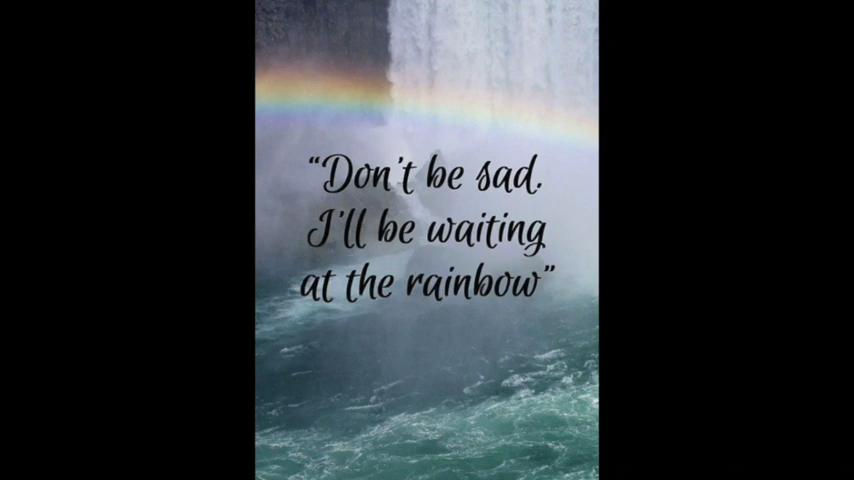 “Don't be sad.
I'll be waiting
at the rainbow”